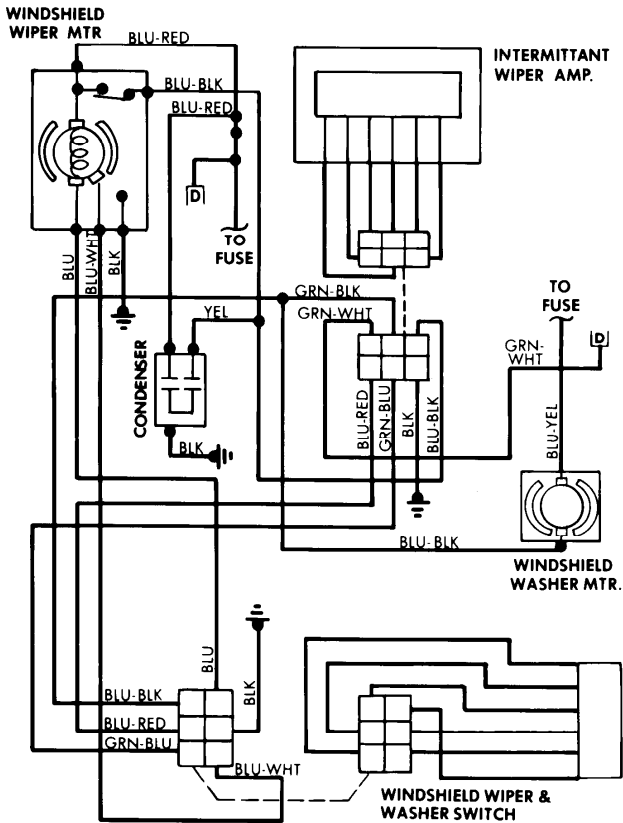 WINDSHIELD
WIPER MTR
BLU-RED
BLU-BLK
BLU-RED
INTERMITTANT
WIPER AMP.
D
TO
FUSE
BLU
BLU-WHT
BLK
GRN-BLK
GRN-WHT
YEL
TO
FUSE
D
GRN-
WHT
CONDENSER
BLU-RED
GRN-BLU
BLK
BLU-BLK
BLU-YEL
BLK
BLU-BLK
WINDSHIELD
WASHER MTR.
BLU
BLK
BLU-BLK
BLU-RED
GRN-BLU
BLU-WHT
WINDSHIELD WIPER &
WASHER SWITCH